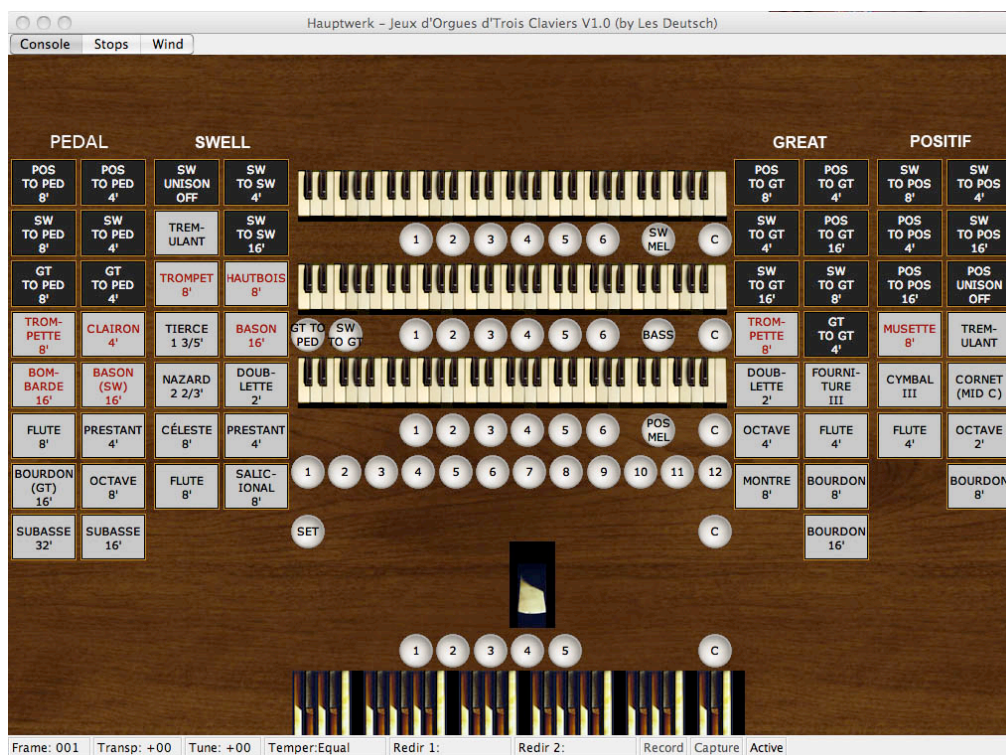 Hauptwerk - Jeux d'Orgues d'Trois Claviers V1.0 (by Les Deutsch)
Console Stops Wind
PEDAL SWELL GREAT POSITIF
POS TO PED 8'
POS TO PED 4'
SW UNISON OFF
SW TO SW 4'
POS TO GT 8'
POS TO GT 4'
SW TO POS 8'
SW TO POS 4'
SW TO PED 8'
SW TO PED 4'
TREM-
ULANT
SW TO SW 16'
1 2 3 4 5 6 SW MEL C
SW TO GT 4'
POS TO GT 16'
POS TO POS 4'
SW TO POS 16'
GT TO PED 8'
GT TO PED 4'
TROMPET 8'
HAUTBOIS 8'
SW TO GT 16'
SW TO GT 8'
POS TO POS 16'
POS UNISON OFF
TROM-
PETTE
8'
CLAIRON 4'
TIERCE 1 3/5'
BASON 16'
GT TO PED
SW TO GT
1 2 3 4 5 6 BASS C
TROM-
PETTE
8'
GT TO GT 4'
MUSETTE 8'
TREM-
ULANT
BOM-
BARDE
16'
BASON (SW) 16'
NAZARD 2 2/3'
DOUB-
LETTE
2'
DOUB-
LETTE
2'
FOURNI-
TURE
III
CYMBAL III
CORNET (MID C)
FLUTE 8'
PRESTANT 4'
CÉLESTE 8'
PRESTANT 4'
1 2 3 4 5 6 POS MEL C
OCTAVE 4'
FLUTE 4'
FLUTE 4'
OCTAVE 2'
BOURDON (GT) 16'
OCTAVE 8'
FLUTE 8'
SALIC-
IONAL
8'
1 2 3 4 5 6 7 8 9 10 11 12
MONTRE 8'
BOURDON 8'
BOURDON 8'
SUBASSE 32'
SUBASSE 16'
SET C
BOURDON 16'
1 2 3 4 5 C
Frame: 001 Transp: +00 Tune: +00 Temper:Equal Redir 1: Redir 2: Record Capture Active